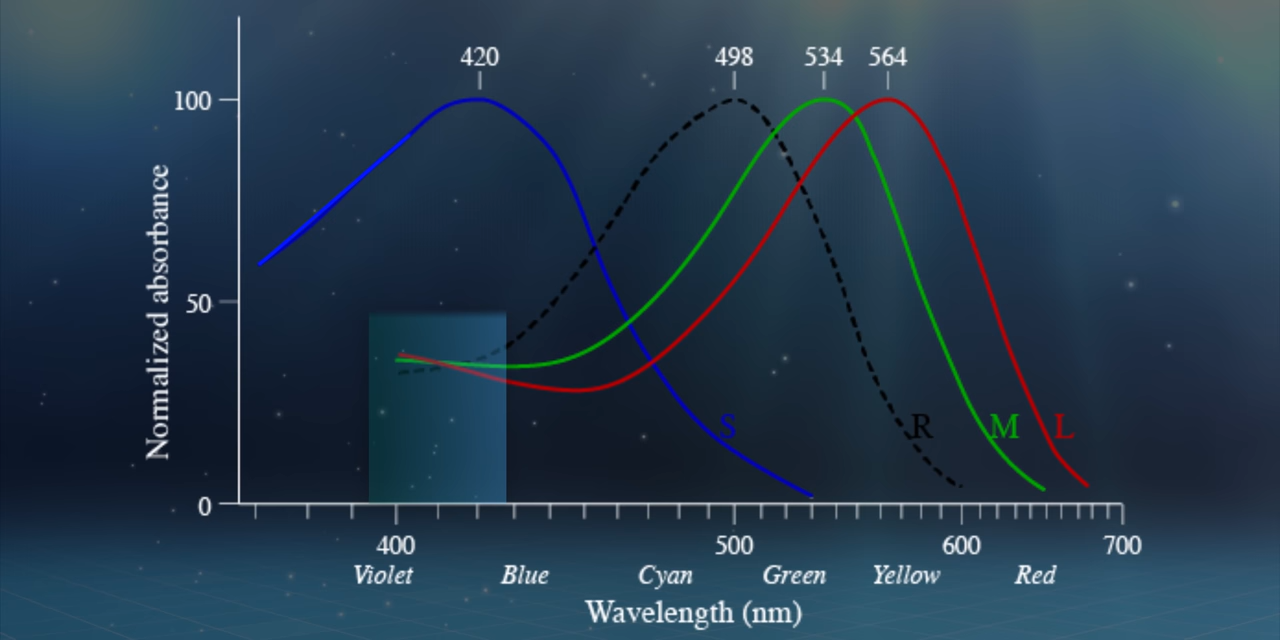 420 498 534 564
100
50
0
Normalized absorbance
S R M L
400 500 600 700
Violet Blue Cyan Green Yellow Red
Wavelength (nm)